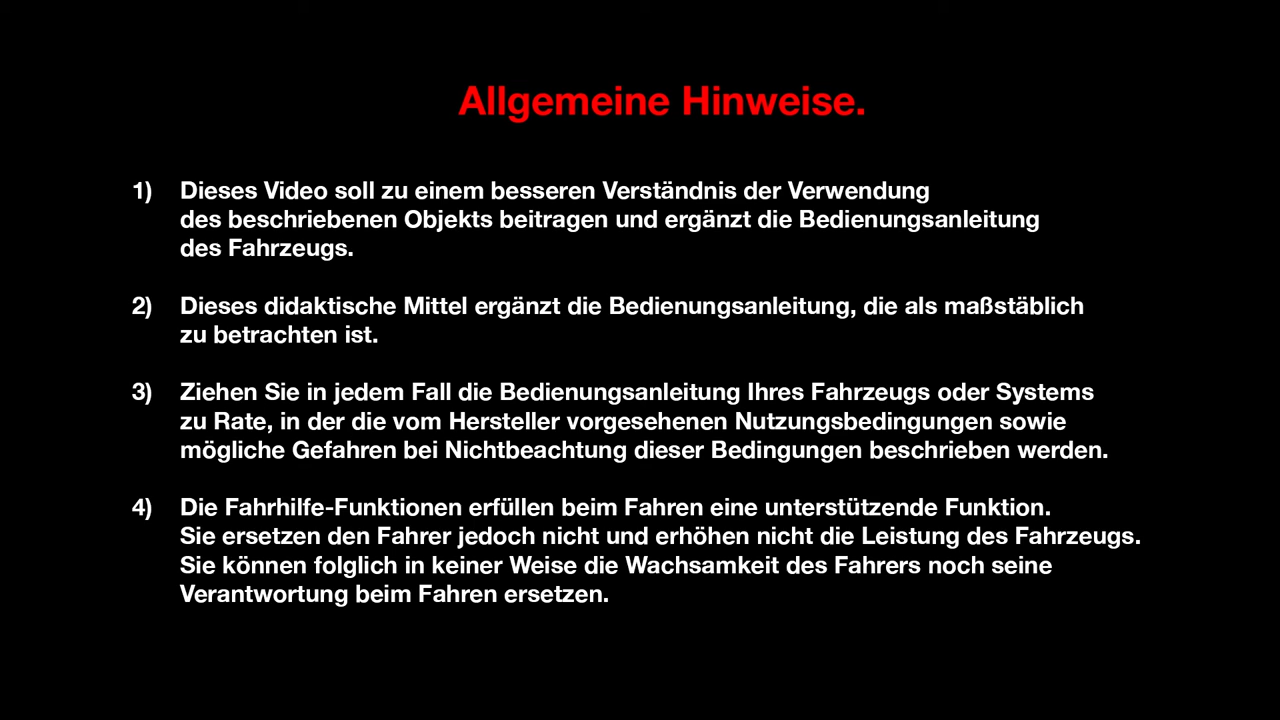 Allgemeine Hinweise.
1) Dieses Video soll zu einem besseren Verständnis der Verwendung
des beschriebenen Objekts beitragen und ergänzt die Bedienungsanleitung
des Fahrzeugs.
2) Dieses didaktische Mittel ergänzt die Bedienungsanleitung, die als maßstäblich
zu betrachten ist.
3) Ziehen Sie in jedem Fall die Bedienungsanleitung Ihres Fahrzeugs oder Systems
zu Rate, in der die vom Hersteller vorgesehenen Nutzungsbedingungen sowie
mögliche Gefahren bei Nichtbeachtung dieser Bedingungen beschrieben werden.
4) Die Fahrhilfe-Funktionen erfüllen beim Fahren eine unterstützende Funktion.
Sie ersetzen den Fahrer jedoch nicht und erhöhen nicht die Leistung des Fahrzeugs.
Sie können folglich in keiner Weise die Wachsamkeit des Fahrers noch seine
Verantwortung beim Fahren ersetzen.